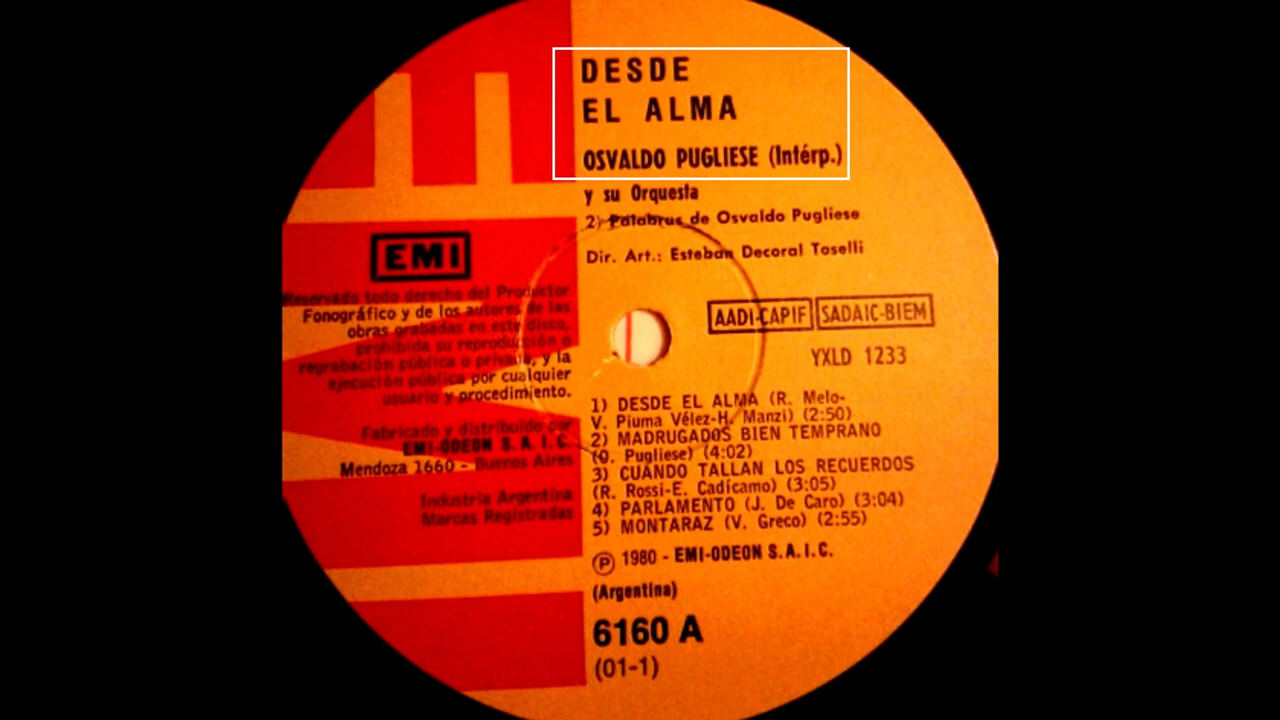 DESDE
EL ALMA
OSVALDO PUGLIESE (Intérp.)
y su Orquesta
2) Palabras de Osvaldo Pugliese
Dir. Art.: Esteban Decoral Toselli
EMI
Reservado todo derecho del Productor
Fonográfico y de los autores de las
obras grabadas en este disco,
prohibida su reproducción o
regrabación pública o privada, y la
ejecución pública por cualquier
usuario y procedimiento.
Fabricado y distribuido por
EMI-ODEON S.A.I.C.
Mendoza 1660 - Buenos Aires
Industria Argentina
Marcas Registradas
AADI-CAPIF SADAIC-BIEM
YXLD 1233
1) DESDE EL ALMA (R. Melo-
V. Piuma Vélez-H. Manzi) (2:50)
2) MADRUGADOS BIEN TEMPRANO
(O. Pugliese) (4:02)
3) CUANDO TALLAN LOS RECUERDOS
(R. Rossi-E. Cadícamo) (3:05)
4) PARLAMENTO (J. De Caro) (3:04)
5) MONTARAZ (V. Greco) (2:55)
Ⓟ 1980 - EMI-ODEON S.A.I.C.
(Argentina)
6160 A
(01-1)